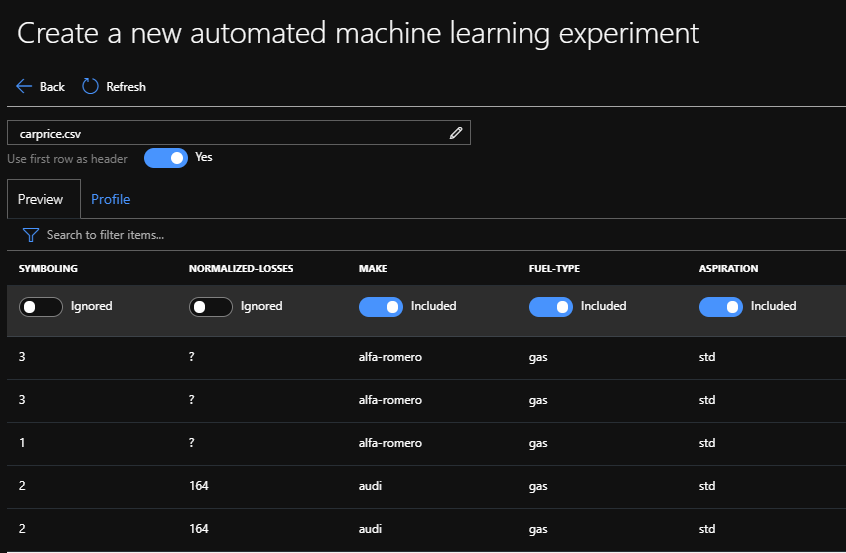 Create a new automated machine learning experiment
Back Refresh
carprice.csv
Use first row as header Yes
Preview Profile
Search to filter items...
SYMBOLING NORMALIZED-LOSSES MAKE FUEL-TYPE ASPIRATION
Ignored Ignored Included Included Included
3 ? alfa-romero gas std
3 ? alfa-romero gas std
1 ? alfa-romero gas std
2 164 audi gas std
2 164 audi gas std